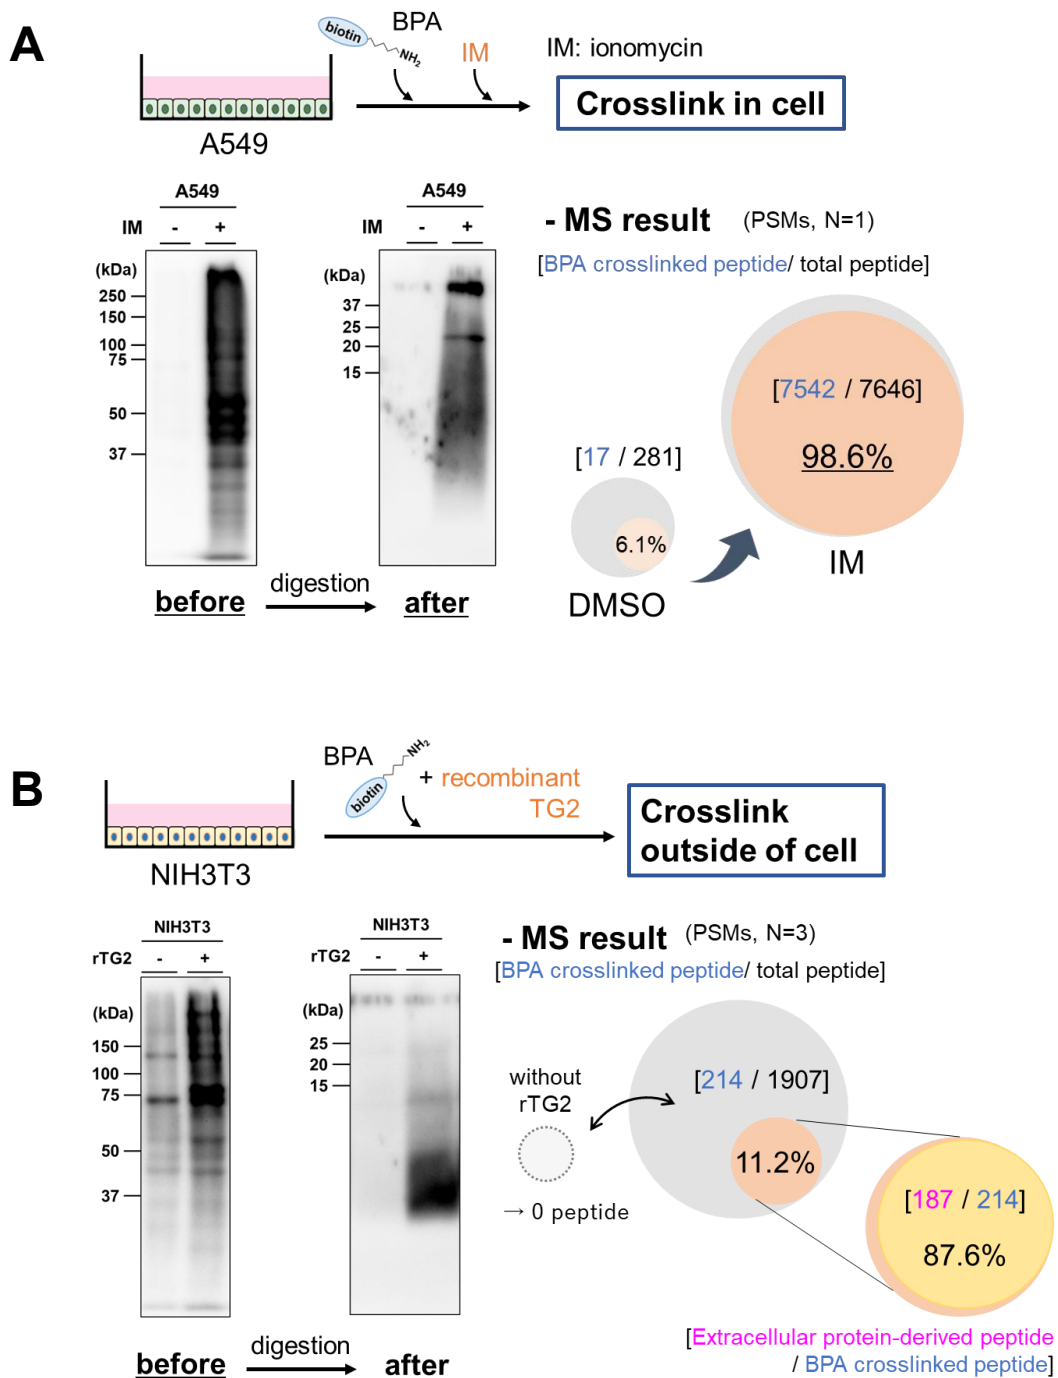 A
biotin
NH2
BPA
IM
IM: ionomycin
Crosslink in cell
A549
A549
IM - +
(kDa)
250
150
100
75
50
37
A549
IM - +
(kDa)
37
25
20
15
before
digestion
after
- MS result (PSMs, N=1)
[BPA crosslinked peptide/ total peptide]
[17 / 281]
6.1%
DMSO
[7542 / 7646]
98.6%
IM
B
BPA
biotin
NH2
+ recombinant
TG2
Crosslink
outside of cell
NIH3T3
NIH3T3
rTG2 - +
(kDa)
150
100
75
50
37
NIH3T3
rTG2 - +
(kDa)
25
20
15
before
digestion
after
- MS result (PSMs, N=3)
[BPA crosslinked peptide/ total peptide]
without
rTG2
→ 0 peptide
[214 / 1907]
11.2%
[187 / 214]
87.6%
[Extracellular protein-derived peptide
/ BPA crosslinked peptide]